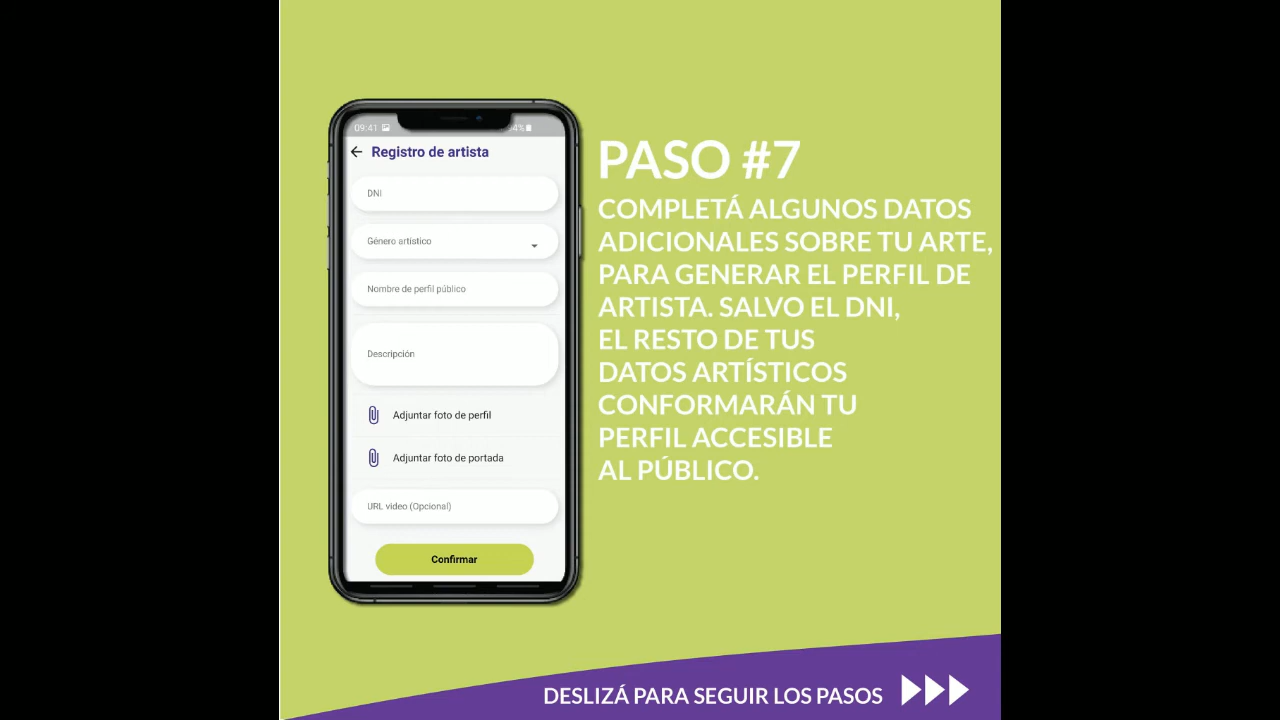 09:41
94%
Registro de artista
DNI
Género artístico
Nombre de perfil público
Descripción
Adjuntar foto de perfil
Adjuntar foto de portada
URL video (Opcional)
Confirmar
PASO #7
COMPLETÁ ALGUNOS DATOS
ADICIONALES SOBRE TU ARTE,
PARA GENERAR EL PERFIL DE
ARTISTA. SALVO EL DNI,
EL RESTO DE TUS
DATOS ARTÍSTICOS
CONFORMARÁN TU
PERFIL ACCESIBLE
AL PÚBLICO.
DESLIZÁ PARA SEGUIR LOS PASOS